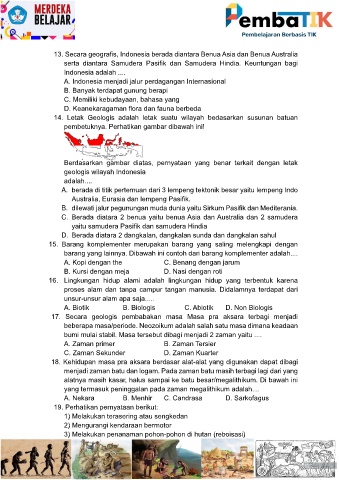 MERDEKA
BELAJAR
PembaTIK
Pembelajaran Berbasis TIK
13. Secara geografis, Indonesia berada diantara Benua Asia dan Benua Australia
serta diantara Samudera Pasifik dan Samudera Hindia. Keuntungan bagi
Indonesia adalah ....
A. Indonesia menjadi jalur perdagangan Internasional
B. Banyak terdapat gunung berapi
C. Memiliki kebudayaan, bahasa yang
D. Keanekaragaman flora dan fauna berbeda
14. Letak Geologis adalah letak suatu wilayah bedasarkan susunan batuan
pembetuknya. Perhatikan gambar dibawah ini!
Berdasarkan gambar diatas, pernyataan yang benar terkait dengan letak
geologis wilayah Indonesia
adalah....
A. berada di titik pertemuan dari 3 lempeng tektonik besar yaitu lempeng Indo
Australia, Eurasia dan lempeng Pasifik.
B. dilewati jalur pegunungan muda dunia yaitu Sirkum Pasifik dan Mediterania.
C. Berada diatara 2 benua yaitu benua Asia dan Australia dan 2 samudera
yaitu samudera Pasifik dan samudera Hindia
D. Berada diatara 2 dangkalan, dangkalan sunda dan dangkalan sahul
15. Barang komplementer merupakan barang yang saling melengkapi dengan
barang yang lainnya. Dibawah ini contoh dari barang komplementer adalah....
A. Kopi dengan the C. Benang dengan jarum
B. Kursi dengan meja D. Nasi dengan roti
16. Lingkungan hidup alami adalah lingkungan hidup yang terbentuk karena
proses alam dan tanpa campur tangan manusia. Didalamnya terdapat dari
unsur-unsur alam apa saja....
A. Biotik B. Biologis C. Abiotik D. Non Biologis
17. Secara geologis pembabakan masa Masa pra aksara terbagi menjadi
beberapa masa/periode. Neozoikum adalah salah satu masa dimana keadaan
bumi mulai stabil. Masa tersebut dibagi menjadi 2 zaman yaitu ....
A. Zaman primer B. Zaman Tersier
C. Zaman Sekunder D. Zaman Kuarter
18. Kehidupan masa pra aksara berdasar alat-alat yang digunakan dapat dibagi
menjadi zaman batu dan logam. Pada zaman batu masih terbagi lagi dari yang
alatnya masih kasar, halus sampai ke batu besar/megalithikum. Di bawah ini
yang termasuk peninggalan pada zaman megalithikum adalah....
A. Nekara B. Menhir C. Candrasa D. Sarkofagus
19. Perhatikan pernyataan berikut:
1) Melakukan terasering atau sengkedan
2) Mengurangi kendaraan bermotor
3) Melakukan penanaman pohon-pohon di hutan (reboisasi)